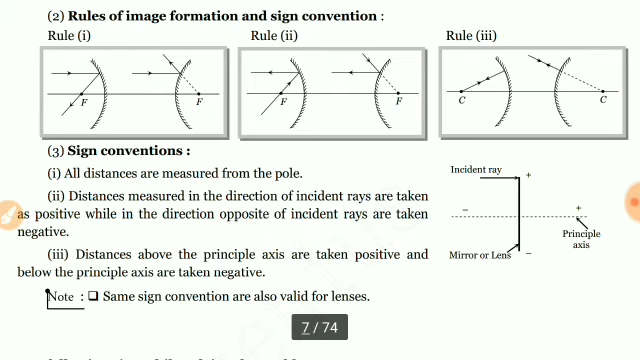 (2) Rules of image formation and sign convention :
Rule (i)
Rule (ii)
Rule (iii)
F
F
F
F
C
C
(3) Sign conventions :
(i) All distances are measured from the pole.
(ii) Distances measured in the direction of incident rays are taken
as positive while in the direction opposite of incident rays are taken
negative.
(iii) Distances above the principle axis are taken positive and
below the principle axis are taken negative.
Incident ray
+
–
+
Principle
axis
Mirror or Lens
–
Note : ❑ Same sign convention are also valid for lenses.
7 / 74